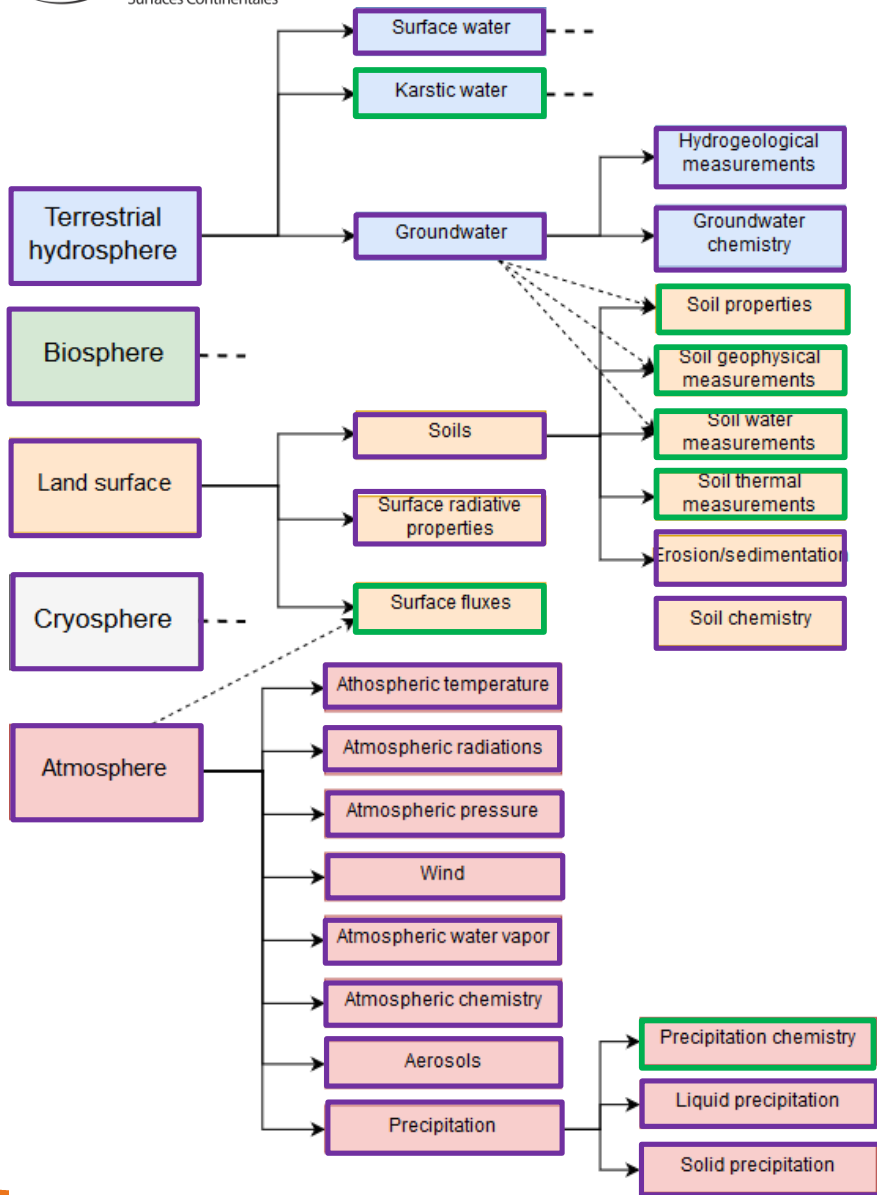 Surfaces Continentales
Surface water
Karstic water
Hydrogeological
measurements
Terrestrial
hydrosphere
Groundwater
Groundwater
chemistry
Soil properties
Biosphere
Soil geophysical
measurements
Soils
Soil water
measurements
Land surface
Soil thermal
measurements
Surface radiative
properties
Erosion/sedimentation
Cryosphere
Surface fluxes
Soil chemistry
Athospheric temperature
Atmosphere
Atmospheric radiations
Atmospheric pressure
Wind
Atmospheric water vapor
Atmospheric chemistry
Precipitation chemistry
Aerosols
Liquid precipitation
Precipitation
Solid precipitation